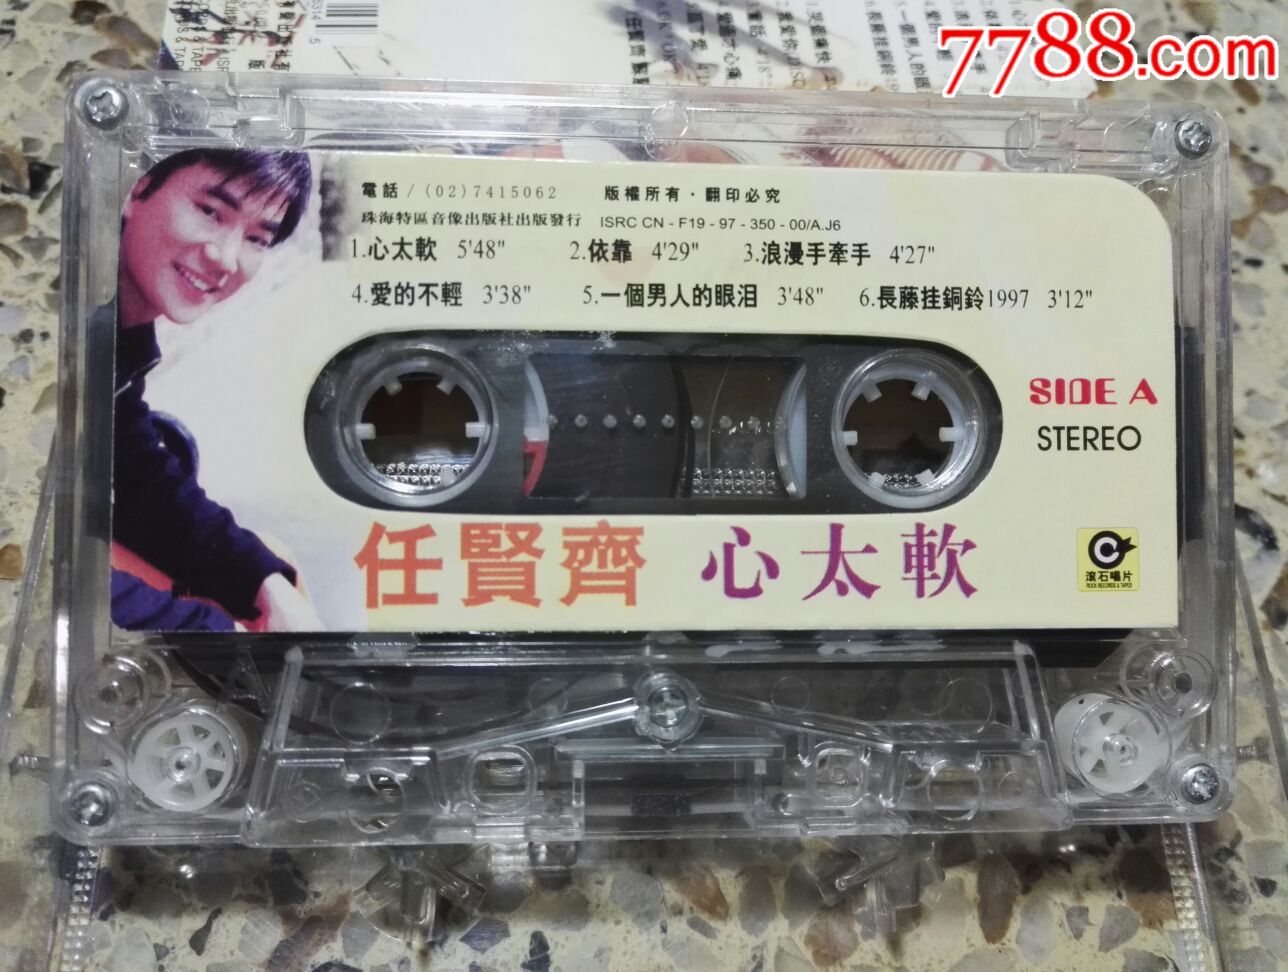 7788.com
電話/(02)7415062 版權所有·翻印必究
珠海特區音像出版社出版發行 ISRC CN-F19-97-350-00/A.J6
1.心太軟 5'48" 2.依靠 4'29" 3.浪漫手牽手 4'27"
4.愛的不輕 3'38" 5.一個男人的眼泪 3'48" 6.長藤挂銅鈴1997 3'12"
SIDE A
STEREO
任賢齊 心太軟
滾石唱片
ROCK RECORDS & TAPES